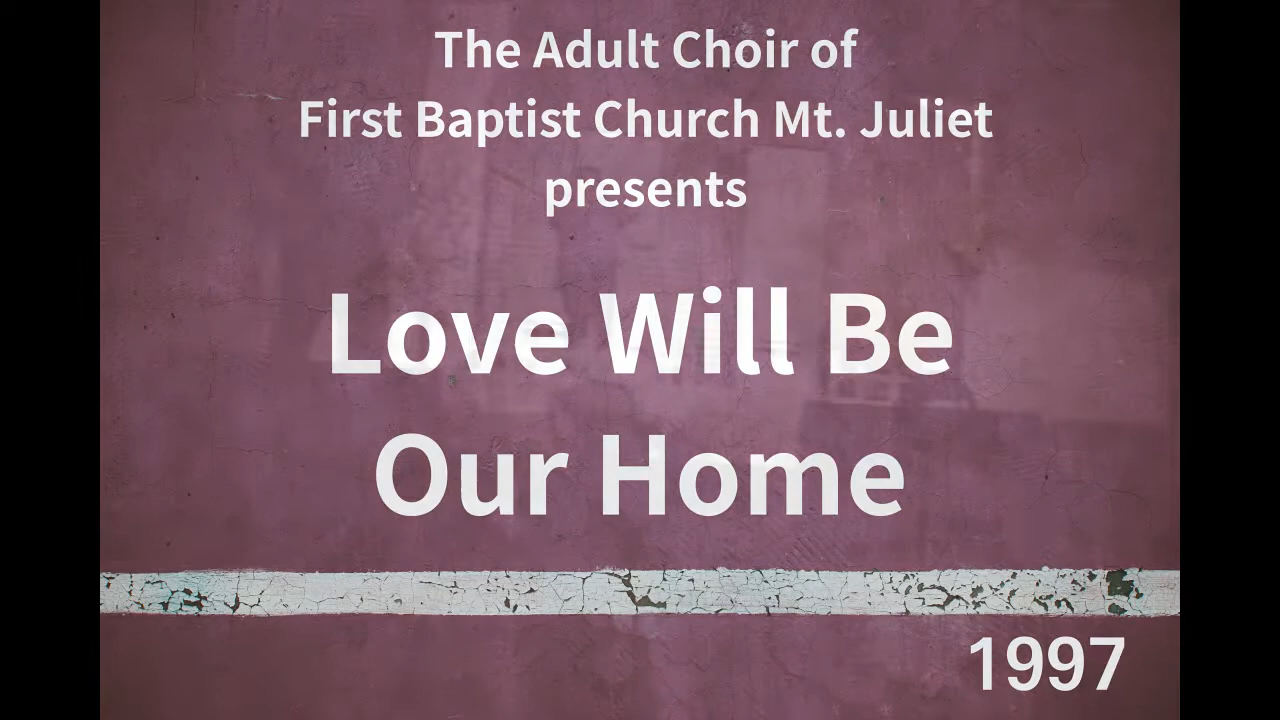 The Adult Choir of
First Baptist Church Mt. Juliet
presents
Love Will Be
Our Home
1997